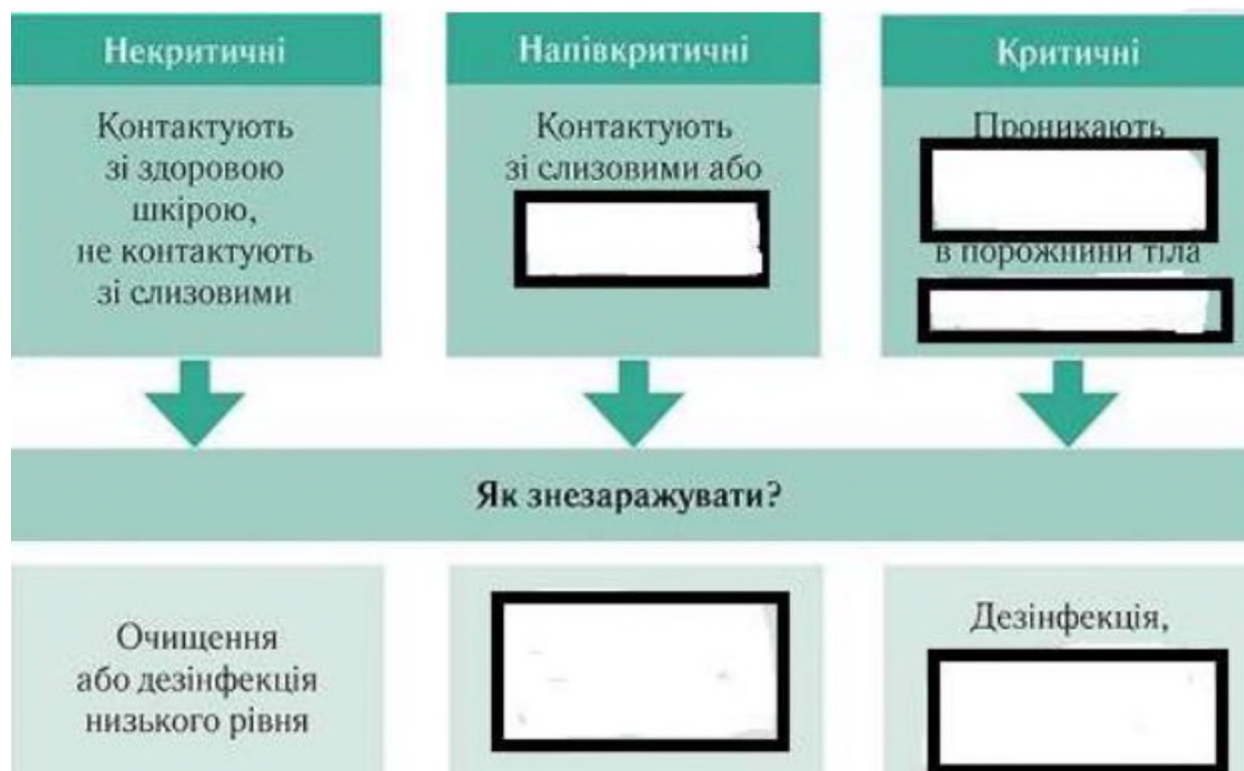 Некритичні
Контактують
зі здоровою
шкірою,
не контактують
зі слизовими
Напівкритичні
Контактують
зі слизовими або
Критичні
Проникають
в порожнини тіла
Як знезаражувати?
Очищення
або дезінфекція
низького рівня
Дезінфекція,